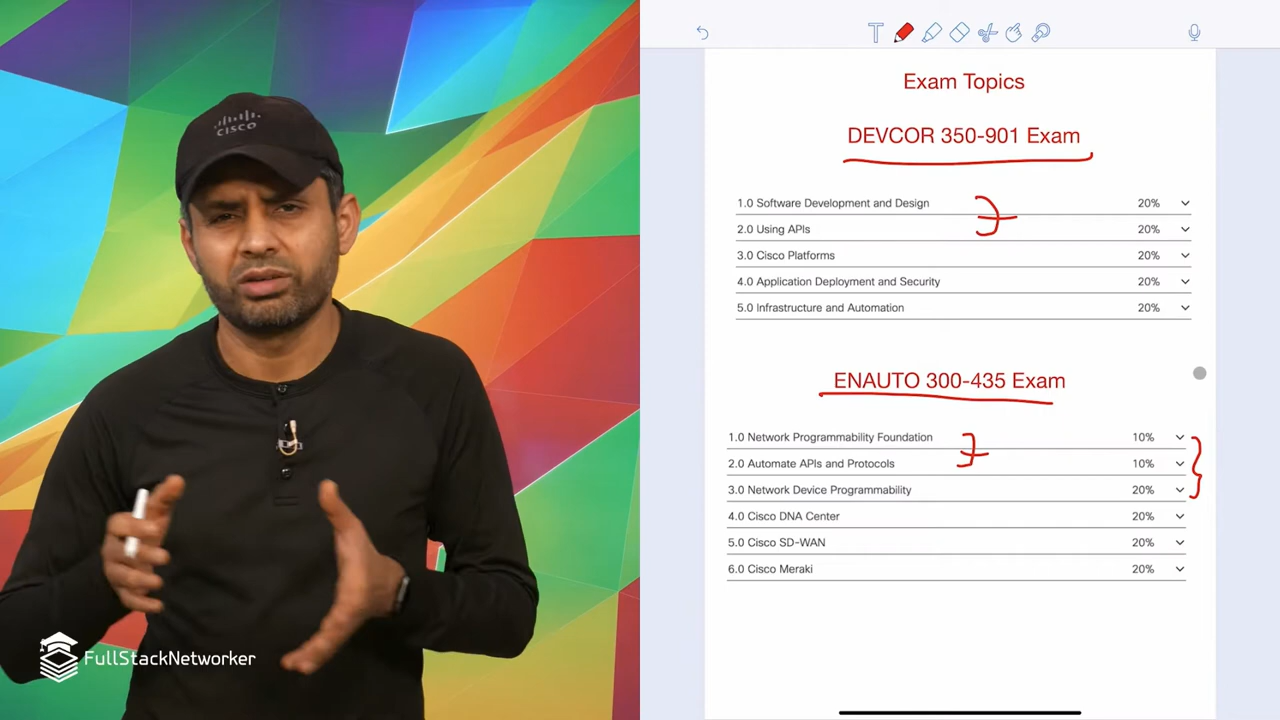 CISCO
FullStackNetworker
Exam Topics
DEVCOR 350-901 Exam
1.0 Software Development and Design 20%
2.0 Using APIs 20%
3.0 Cisco Platforms 20%
4.0 Application Deployment and Security 20%
5.0 Infrastructure and Automation 20%
ENAUTO 300-435 Exam
1.0 Network Programmability Foundation 10%
2.0 Automate APIs and Protocols 10%
3.0 Network Device Programmability 20%
4.0 Cisco DNA Center 20%
5.0 Cisco SD-WAN 20%
6.0 Cisco Meraki 20%